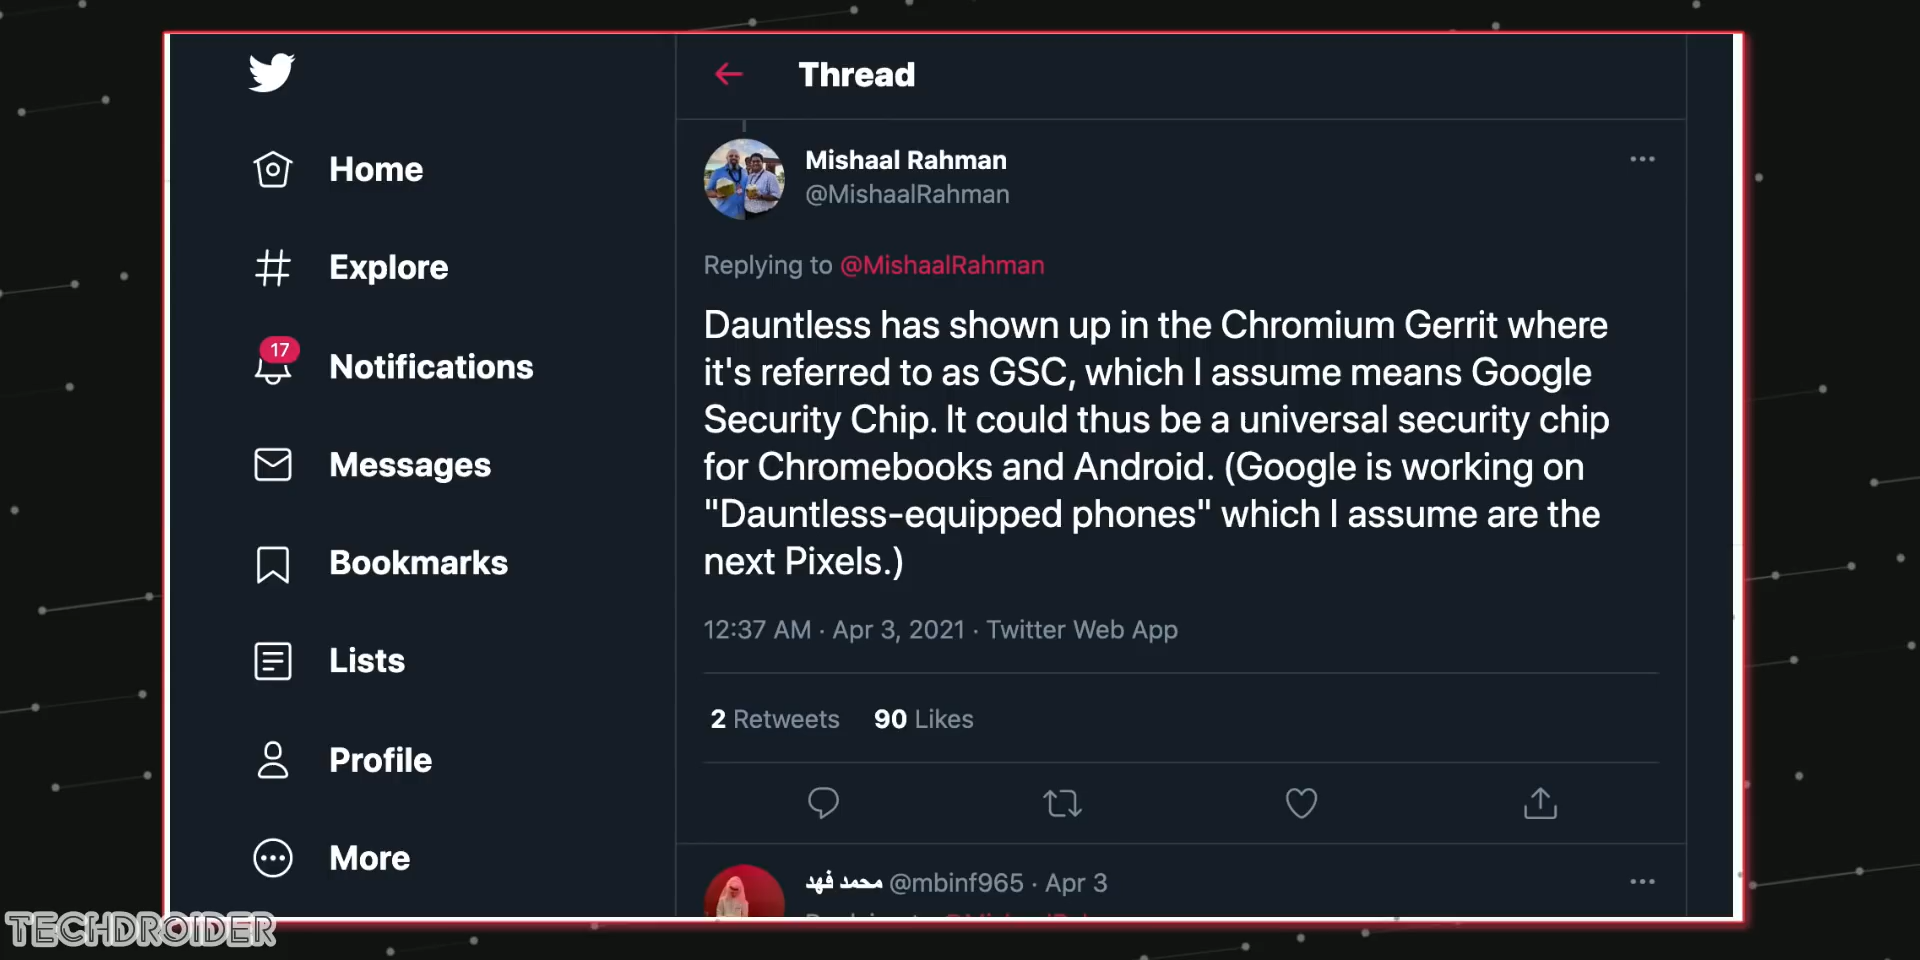 Thread
Home
Explore
17
Notifications
Messages
Bookmarks
Lists
Profile
More
Mishaal Rahman
@MishaalRahman
Replying to @MishaalRahman
Dauntless has shown up in the Chromium Gerrit where
it's referred to as GSC, which I assume means Google
Security Chip. It could thus be a universal security chip
for Chromebooks and Android. (Google is working on
"Dauntless-equipped phones" which I assume are the
next Pixels.)
12:37 AM · Apr 3, 2021 · Twitter Web App
2 Retweets 90 Likes
محمد فهد @mbinf965 · Apr 3
TECHDROIDER